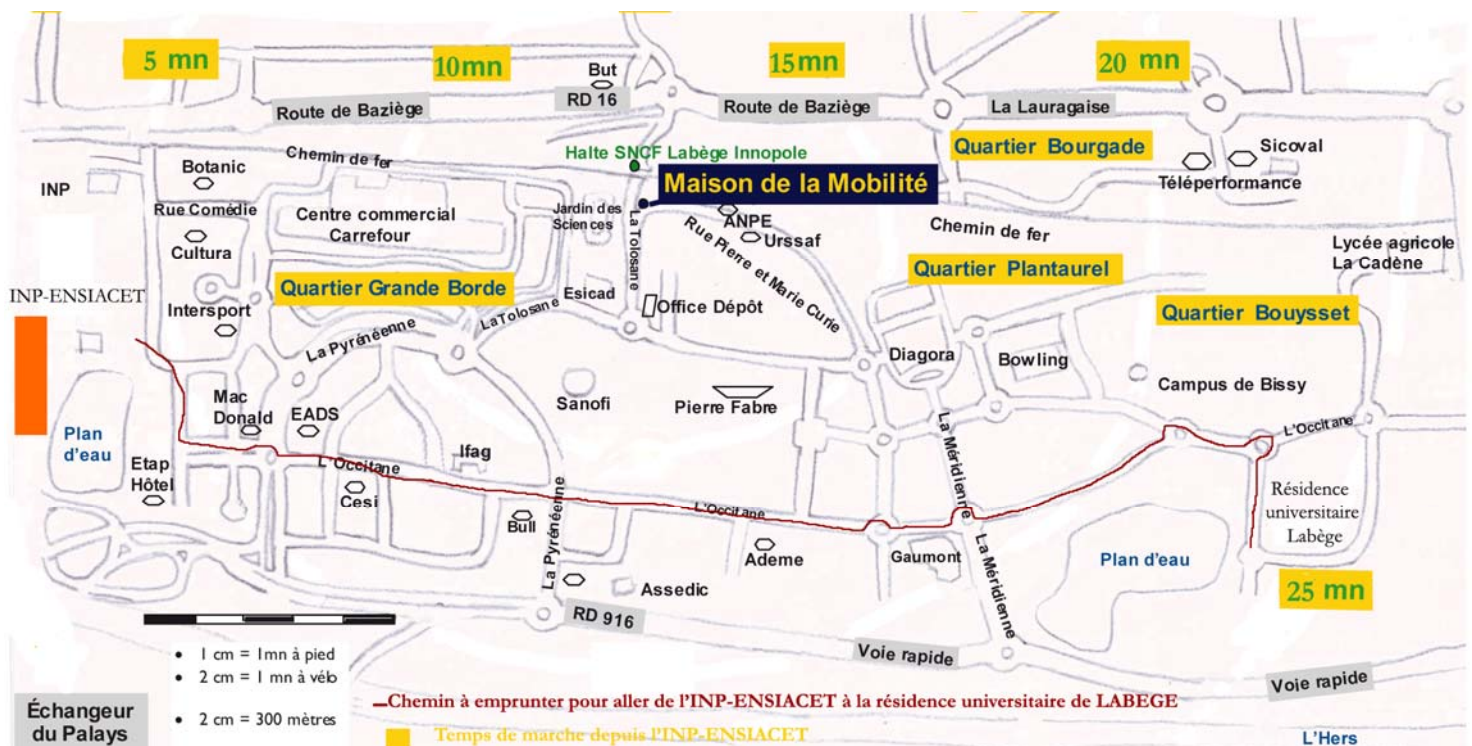 5 mn
10mn
15mn
20 mn
But
RD 16
Route de Baziège
Route de Baziège
La Lauragaise
Chemin de fer
Halte SNCF Labège Innopole
Quartier Bourgade
Sicoval
Téléperformance
INP
Botanic
Maison de la Mobilité
Rue Comédie
Centre commercial
Carrefour
Jardin des
Sciences
La Tolosane
ANPE
Urssaf
Rue Pierre et Marie Curie
Chemin de fer
Cultura
Lycée agricole
La Cadène
Quartier Plantaurel
INP-ENSIACET
Quartier Grande Borde
Esicad
Intersport
La Tolosane
Office Dépôt
Quartier Bouysset
La Pyrénéenne
Diagora
Bowling
Mac
Donald
EADS
Sanofi
Pierre Fabre
Campus de Bissy
Plan
d'eau
La Méridienne
L'Occitane
Ifag
Etap
Hôtel
L'Occitane
Cesi
La Pyrénéenne
L'Occitane
Résidence
universitaire
Labège
Bull
Ademe
Gaumont
La Méridienne
Plan d'eau
Assedic
25 mn
RD 916
Voie rapide
Voie rapide
• 1 cm = 1mn à pied
• 2 cm = 1 mn à vélo
• 2 cm = 300 mètres
Échangeur
du Palays
Chemin à emprunter pour aller de l'INP-ENSIACET à la résidence universitaire de LABEGE
Temps de marche depuis l'INP-ENSIACET
L'Hers